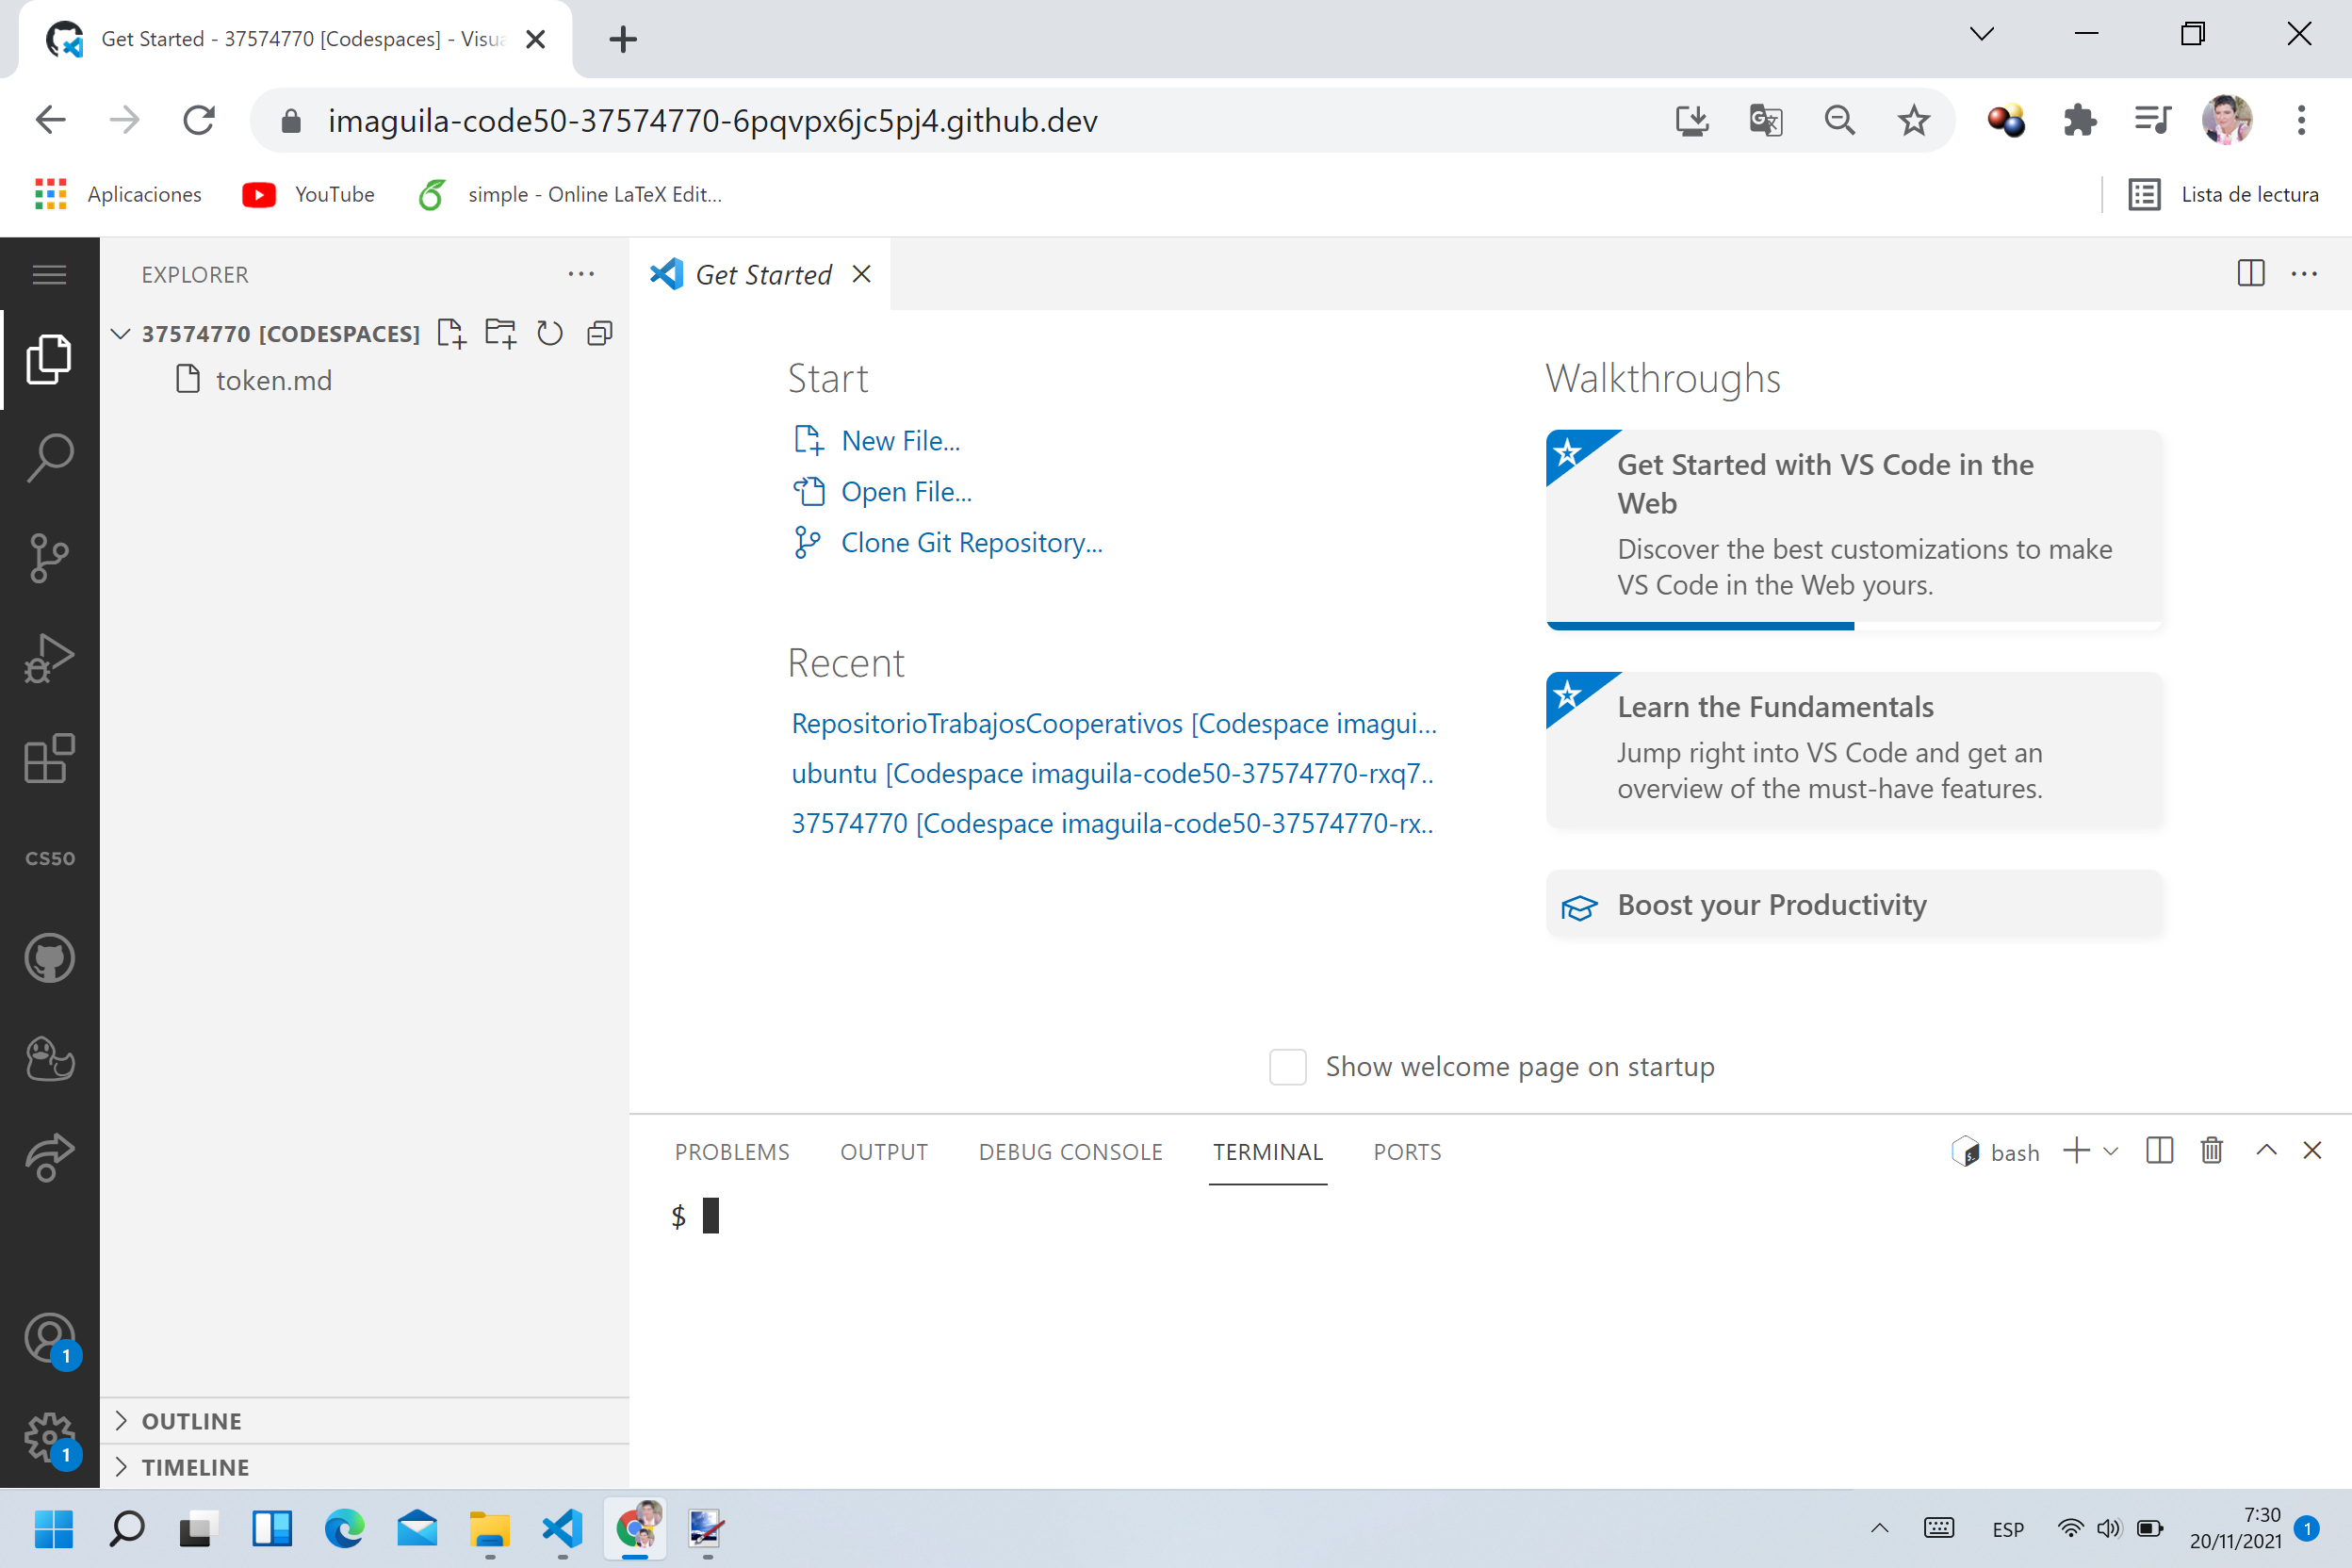 Get Started - 37574770 [Codespaces] - Visua
imaguila-code50-37574770-6pqvpx6jc5pj4.github.dev
Aplicaciones
YouTube
simple - Online LaTeX Edit...
Lista de lectura
EXPLORER
37574770 [CODESPACES]
token.md
CS50
1
1
OUTLINE
TIMELINE
Get Started
Start
New File...
Open File...
Clone Git Repository...
Recent
RepositorioTrabajosCooperativos [Codespace imagui...
ubuntu [Codespace imaguila-code50-37574770-rxq7..
37574770 [Codespace imaguila-code50-37574770-rx..
Walkthroughs
Get Started with VS Code in the
Web
Discover the best customizations to make
VS Code in the Web yours.
Learn the Fundamentals
Jump right into VS Code and get an
overview of the must-have features.
Boost your Productivity
Show welcome page on startup
PROBLEMS OUTPUT DEBUG CONSOLE TERMINAL PORTS
bash
$
ESP
7:30
20/11/2021
1